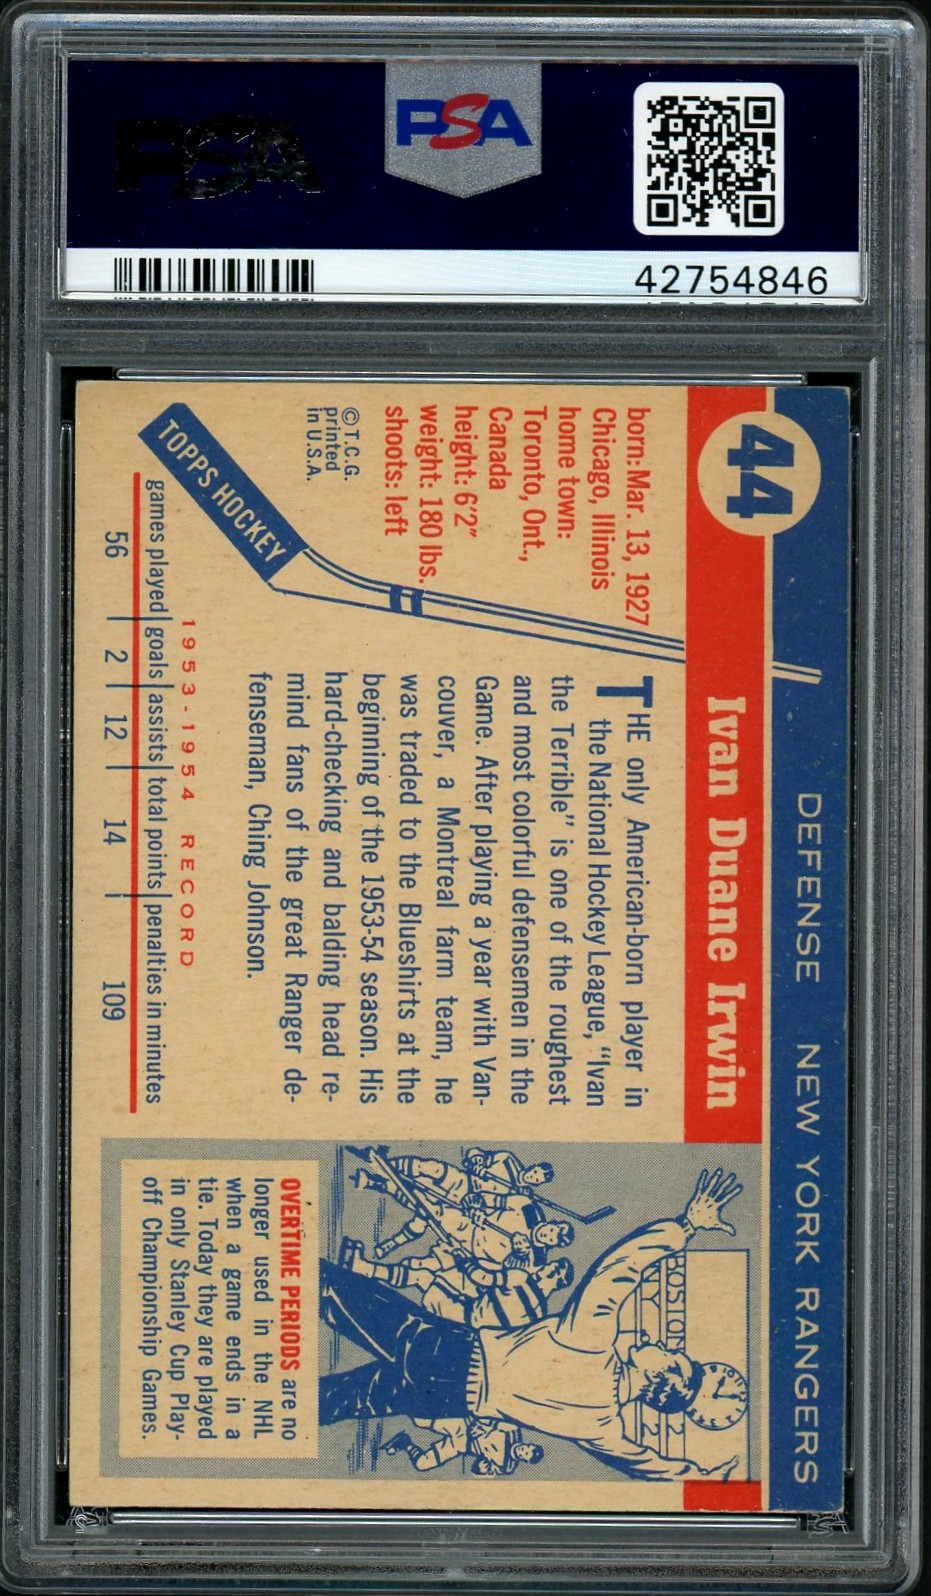 PSA
PSA
42754846
44
DEFENSE NEW YORK RANGERS
Ivan Duane Irwin
born: Mar. 13, 1927
Chicago, Illinois
home town:
Toronto, Ont.,
Canada
height: 6'2"
weight: 180 lbs.
shoots: left
© T.C.G.
printed
in U.S.A.
TOPPS HOCKEY
THE only American-born player in
the National Hockey League, "Ivan
the Terrible" is one of the roughest
and most colorful defensemen in the
Game. After playing a year with Van-
couver, a Montreal farm team, he
was traded to the Blueshirts at the
beginning of the 1953-54 season. His
hard-checking and balding head re-
mind fans of the great Ranger de-
fenseman, Ching Johnson.
1953-1954 RECORD
games played | goals | assists | total points | penalties in minutes
56 | 2 | 12 | 14 | 109
BOSTON 2
N.Y. 2
OVERTIME PERIODS are no
longer used in the NHL
when a game ends in a
tie. Today they are played
in only Stanley Cup Play-
off Championship Games.